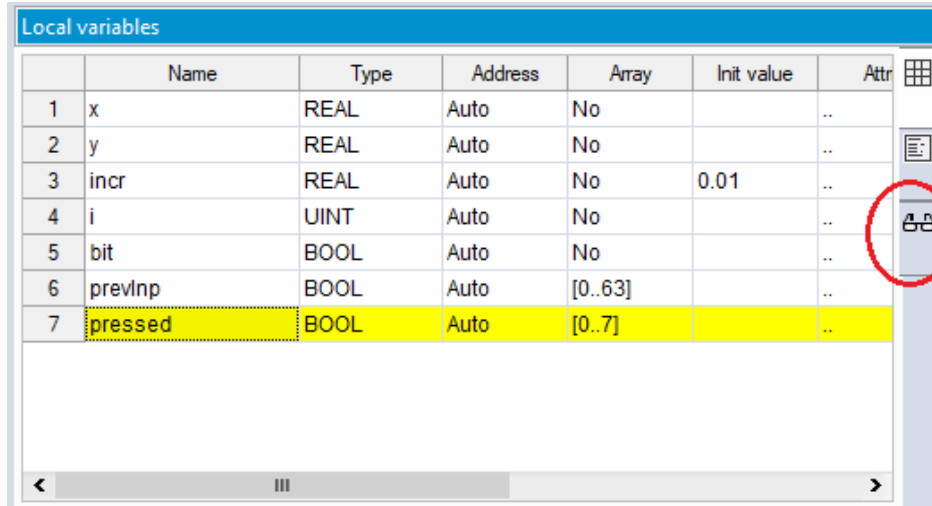 Local variables
Name Type Address Array Init value Attr
1 x REAL Auto No ..
2 y REAL Auto No ..
3 incr REAL Auto No 0.01 ..
4 i UINT Auto No ..
5 bit BOOL Auto No ..
6 prevInp BOOL Auto [0..63] ..
7 pressed BOOL Auto [0..7] ..